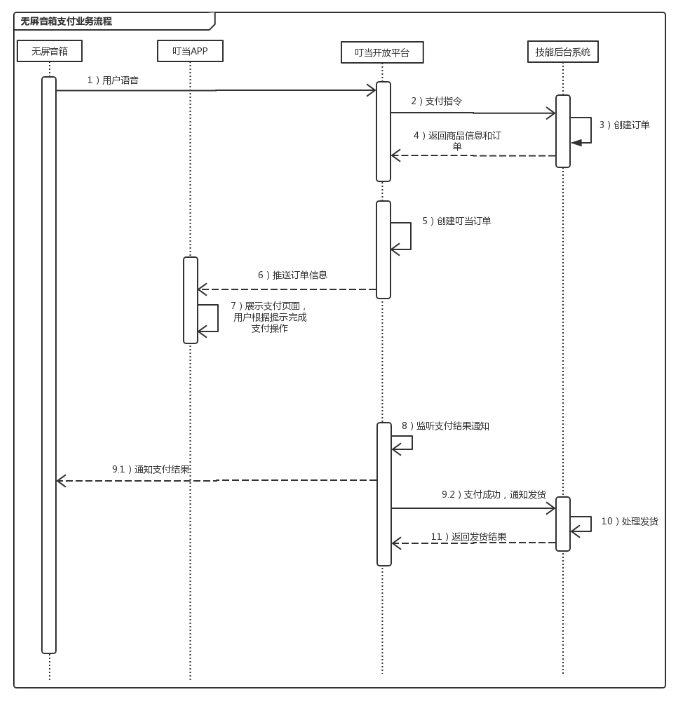 无屏音箱支付业务流程
无屏音箱
叮当APP
叮当开放平台
技能后台系统
1）用户语音
2）支付指令
3）创建订单
4）返回商品信息和订
单
5）创建叮当订单
6）推送订单信息
7）展示支付页面，
用户根据提示完成
支付操作
8）监听支付结果通知
9.1）通知支付结果
9.2）支付成功，通知发货
10）处理发货
11）返回发货结果